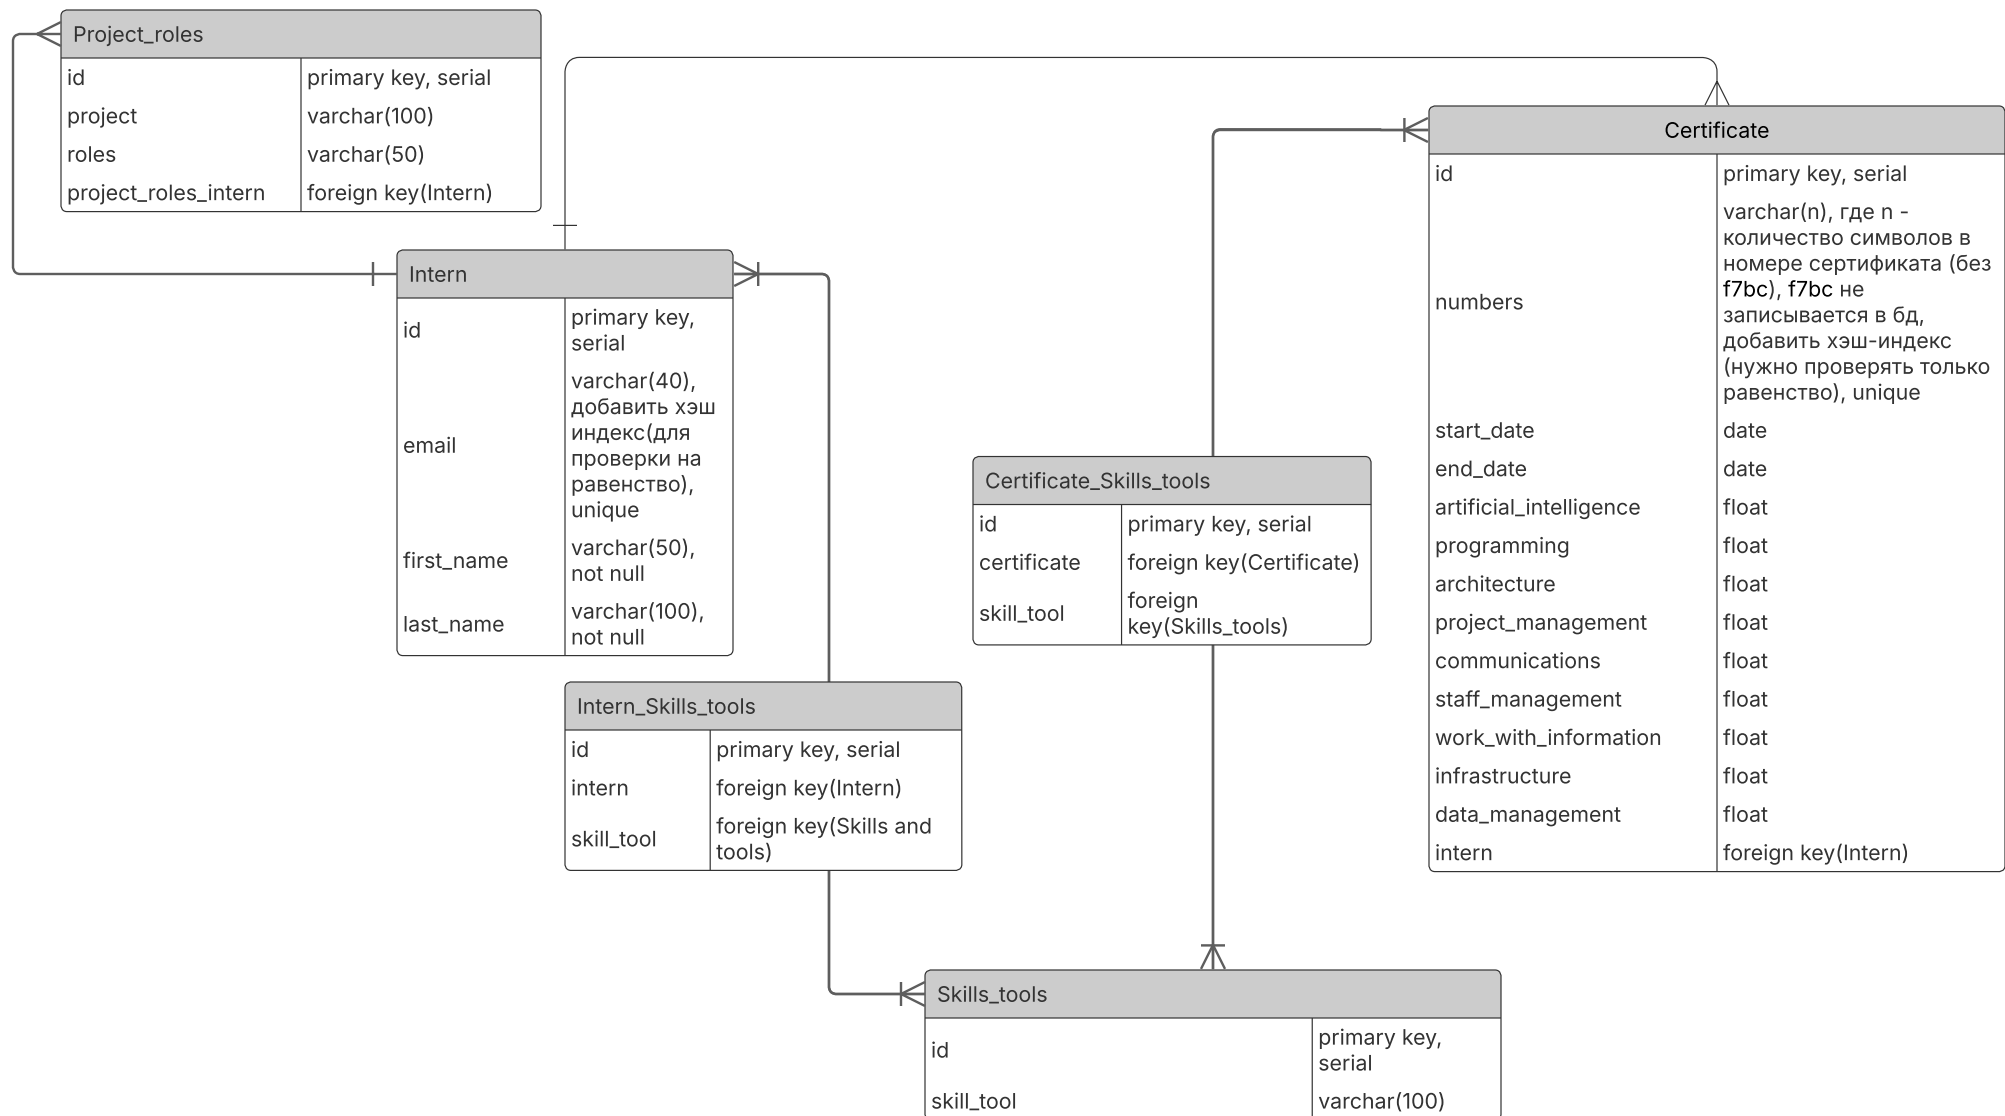 Project_roles
id
primary key, serial
project
varchar(100)
roles
varchar(50)
project_roles_intern
foreign key(Intern)
Intern
id
primary key,
serial
email
varchar(40),
добавить хэш
индекс(для
проверки на
равенство),
unique
first_name
varchar(50),
not null
last_name
varchar(100),
not null
Intern_Skills_tools
id
primary key, serial
intern
foreign key(Intern)
skill_tool
foreign key(Skills and
tools)
Certificate_Skills_tools
id
primary key, serial
certificate
foreign key(Certificate)
skill_tool
foreign
key(Skills_tools)
Certificate
id
primary key, serial
numbers
varchar(n), где n -
количество символов в
номере сертификата (без
f7bc), f7bc не
записывается в бд,
добавить хэш-индекс
(нужно проверять только
равенство), unique
start_date
date
end_date
date
artificial_intelligence
float
programming
float
architecture
float
project_management
float
communications
float
staff_management
float
work_with_information
float
infrastructure
float
data_management
float
intern
foreign key(Intern)
Skills_tools
id
primary key,
serial
skill_tool
varchar(100)